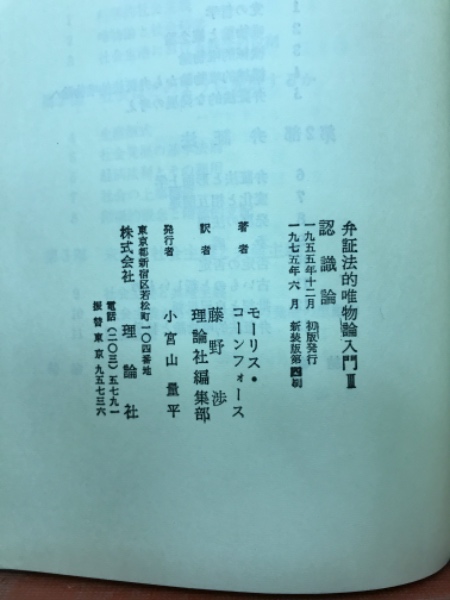 弁証法的唯物論入門Ⅲ
認識論
一九五五年十二月 初版発行
一九七五年六月 新装版第四刷
著者 モーリス・コーンフォース
訳者 藤野渉
理論社編集部
発行者 小宮山量平
東京都新宿区若松町一〇四番地
株式会社 理論社
電話(二〇三)五七九一
振替東京九五七三六